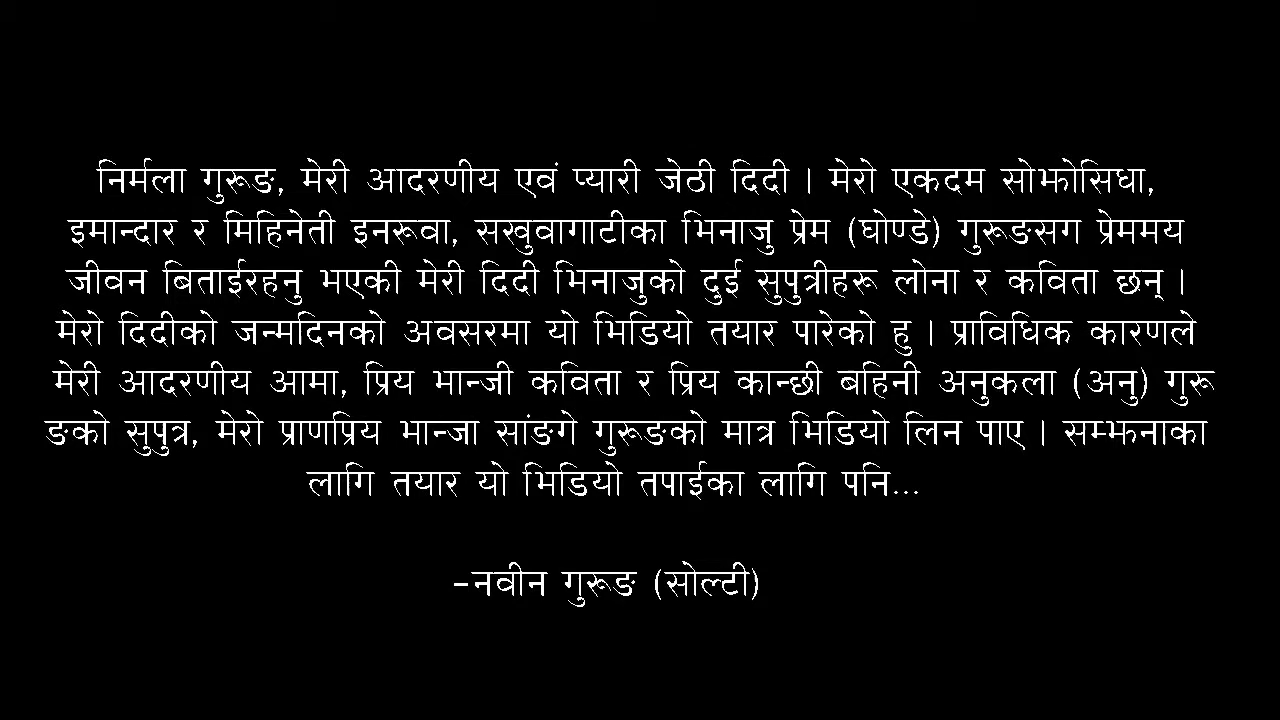 निर्मला गुरूङ, मेरी आदरणीय एवं प्यारी जेठी दिदी । मेरो एकदम सोझोसिधा,
इमान्दार र मिहिनेती इनरूवा, सखुवागाटीका भिनाजु प्रेम (घोण्डे) गुरूङसग प्रेममय
जीवन बिताईरहनु भएकी मेरी दिदी भिनाजुको दुई सुपुत्रीहरू लोना र कविता छन् ।
मेरो दिदीको जन्मदिनको अवसरमा यो भिडियो तयार पारेको हु । प्राविधिक कारणले
मेरी आदरणीय आमा, प्रिय भान्जी कविता र प्रिय कान्छी बहिनी अनुकला (अनु) गुरू
ङको सुपुत्र, मेरो प्राणप्रिय भान्जा सांङगे गुरूङको मात्र भिडियो लिन पाए । सम्झनाका
लागि तयार यो भिडियो तपाईका लागि पनि...
-नवीन गुरूङ (सोल्टी)